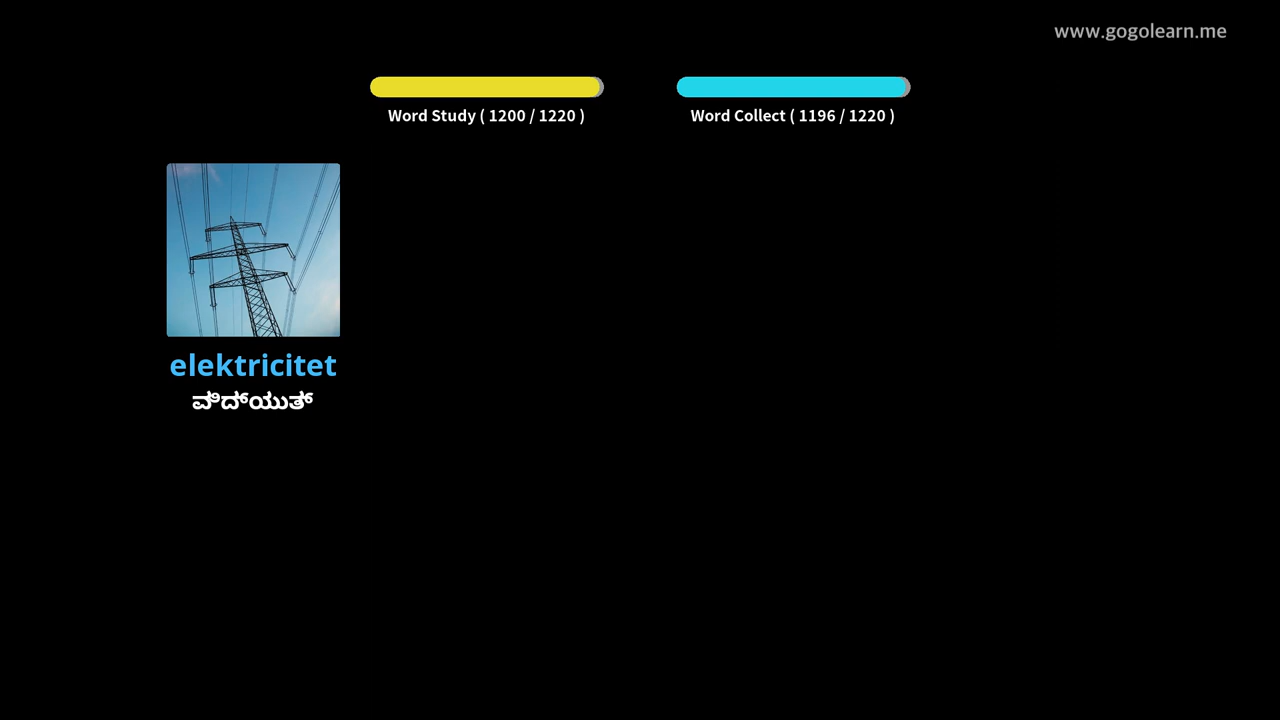 www.gogolearn.me
Word Study ( 1200 / 1220 )
Word Collect ( 1196 / 1220 )
elektricitet
ವಿದ್ಯುತ್